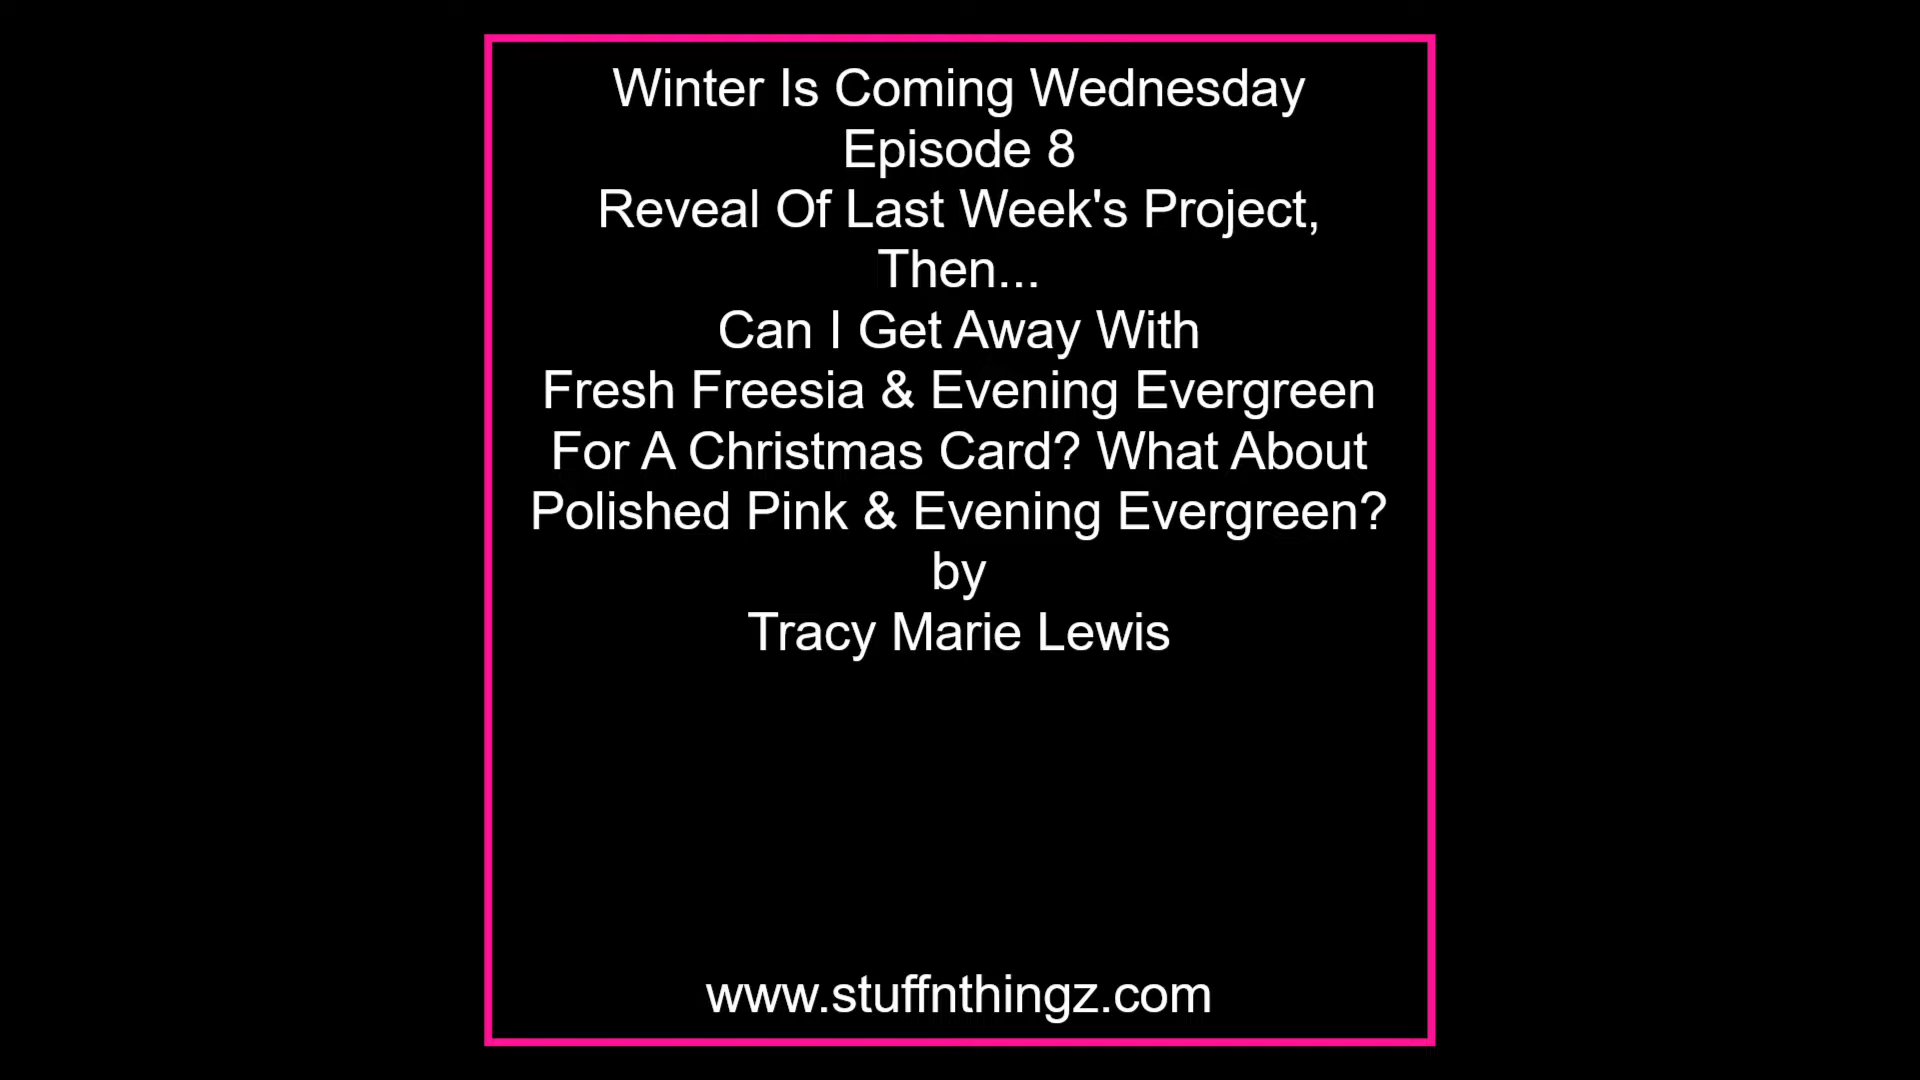 Winter Is Coming Wednesday
Episode 8
Reveal Of Last Week's Project,
Then...
Can I Get Away With
Fresh Freesia & Evening Evergreen
For A Christmas Card? What About
Polished Pink & Evening Evergreen?
by
Tracy Marie Lewis
www.stuffnthingz.com